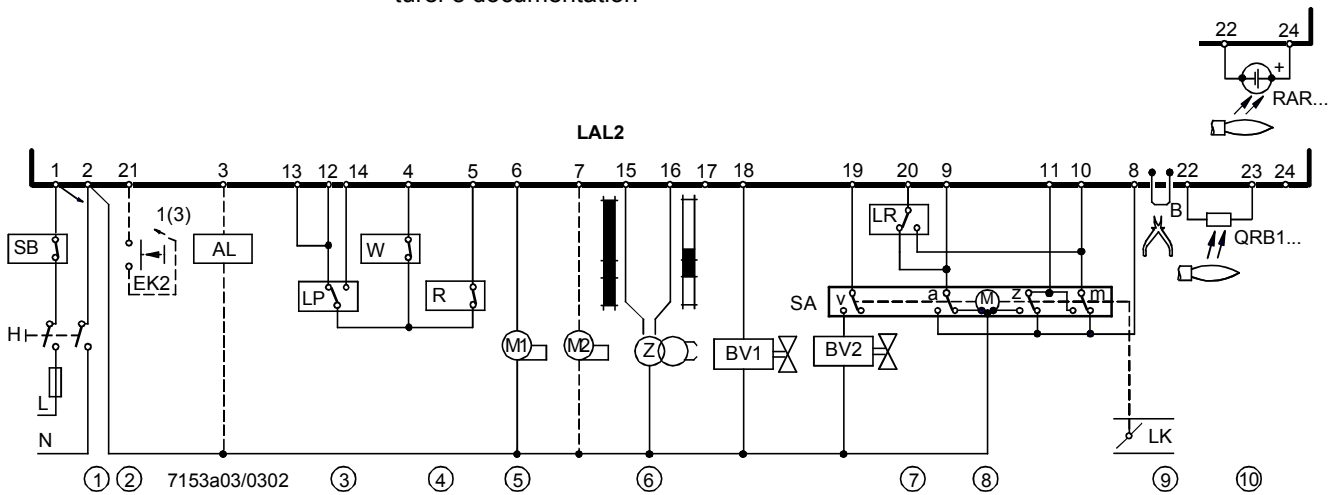 turer's documentation
22 24
+
RAR...
LAL2
1 2 21 3 13 12 14 4 5 6 7 15 16 17 18 19 20 9 11 10 8 22 23 24
1(3)
B
SB AL W LR QRB1...
EK2
LP R SA v a M z m
H
M1 M2 Z BV1 BV2
L
N LK
1 2 7153a03/0302 3 4 5 6 7 8 9 10